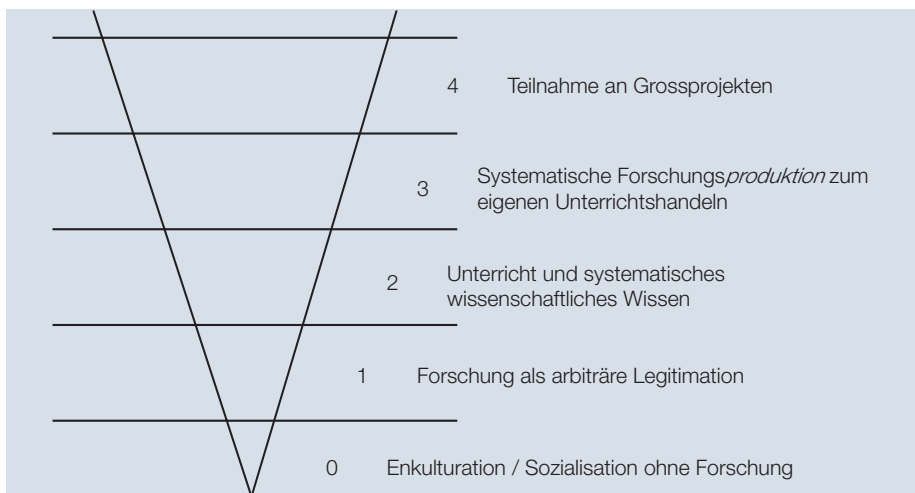 4 Teilnahme an Grossprojekten
3 Systematische Forschungsproduktion zum
eigenen Unterrichtshandeln
2 Unterricht und systematisches
wissenschaftliches Wissen
1 Forschung als arbiträre Legitimation
0 Enkulturation / Sozialisation ohne Forschung